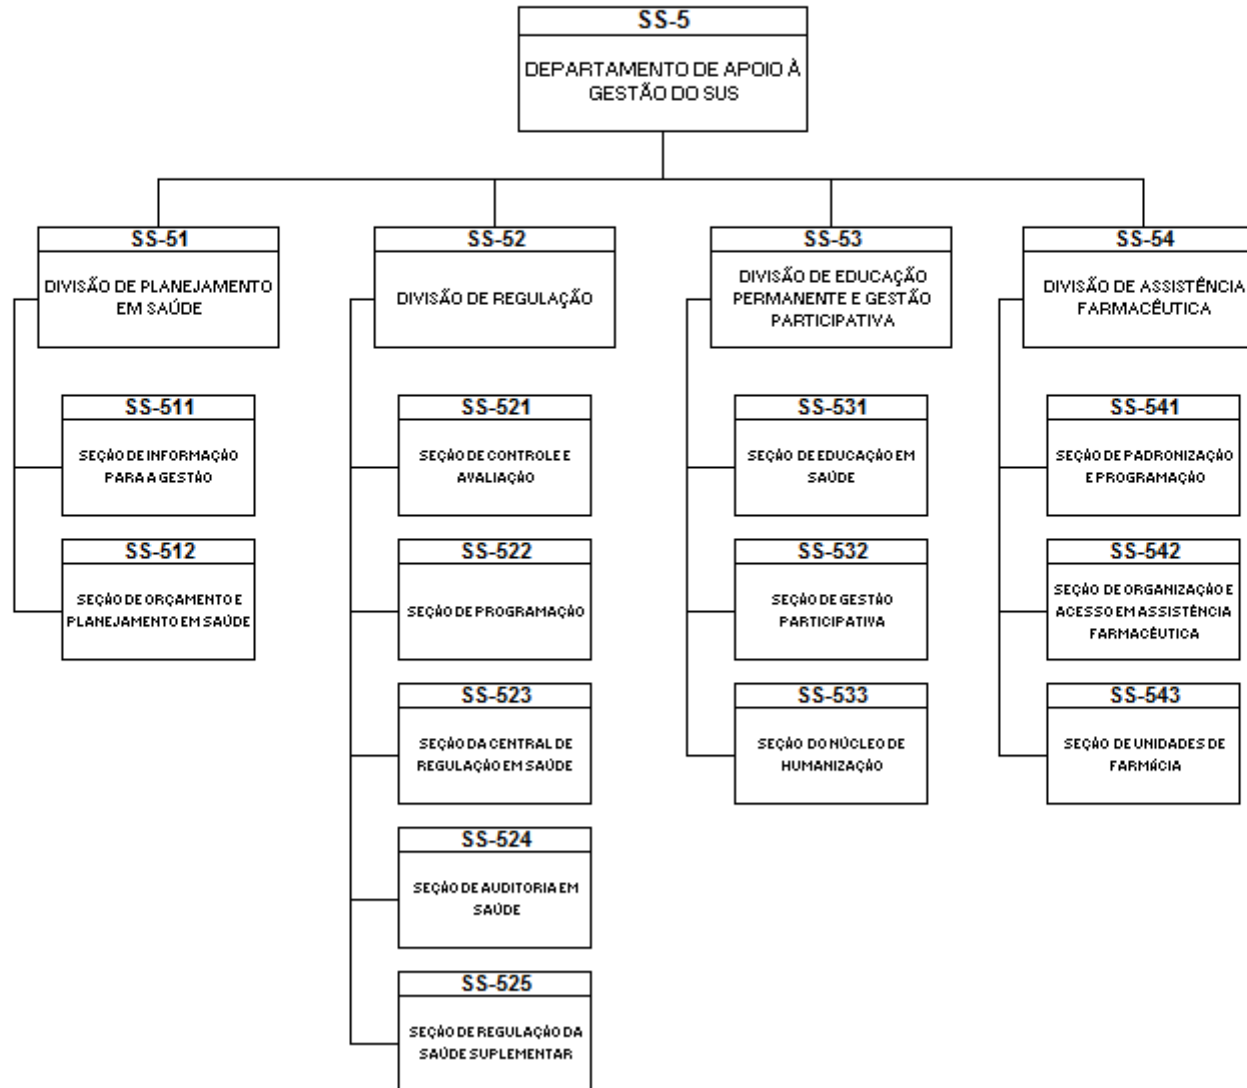 SS-5
DEPARTAMENTO DE APOIO À
GESTÃO DO SUS
SS-51
DIVISÃO DE PLANEJAMENTO
EM SAÚDE
SS-511
SEÇÃO DE INFORMAÇÃO
PARA A GESTÃO
SS-512
SEÇÃO DE ORÇAMENTO E
PLANEJAMENTO EM SAÚDE
SS-52
DIVISÃO DE REGULAÇÃO
SS-521
SEÇÃO DE CONTROLE E
AVALIAÇÃO
SS-522
SEÇÃO DE PROGRAMAÇÃO
SS-523
SEÇÃO DA CENTRAL DE
REGULAÇÃO EM SAÚDE
SS-524
SEÇÃO DE AUDITORIA EM
SAÚDE
SS-525
SEÇÃO DE REGULAÇÃO DA
SAÚDE SUPLEMENTAR
SS-53
DIVISÃO DE EDUCAÇÃO
PERMANENTE E GESTÃO
PARTICIPATIVA
SS-531
SEÇÃO DE EDUCAÇÃO EM
SAÚDE
SS-532
SEÇÃO DE GESTÃO
PARTICIPATIVA
SS-533
SEÇÃO DO NÚCLEO DE
HUMANIZAÇÃO
SS-54
DIVISÃO DE ASSISTÊNCIA
FARMACÊUTICA
SS-541
SEÇÃO DE PADRONIZAÇÃO
E PROGRAMAÇÃO
SS-542
SEÇÃO DE ORGANIZAÇÃO E
ACESSO EM ASSISTÊNCIA
FARMACÊUTICA
SS-543
SEÇÃO DE UNIDADES DE
FARMÁCIA